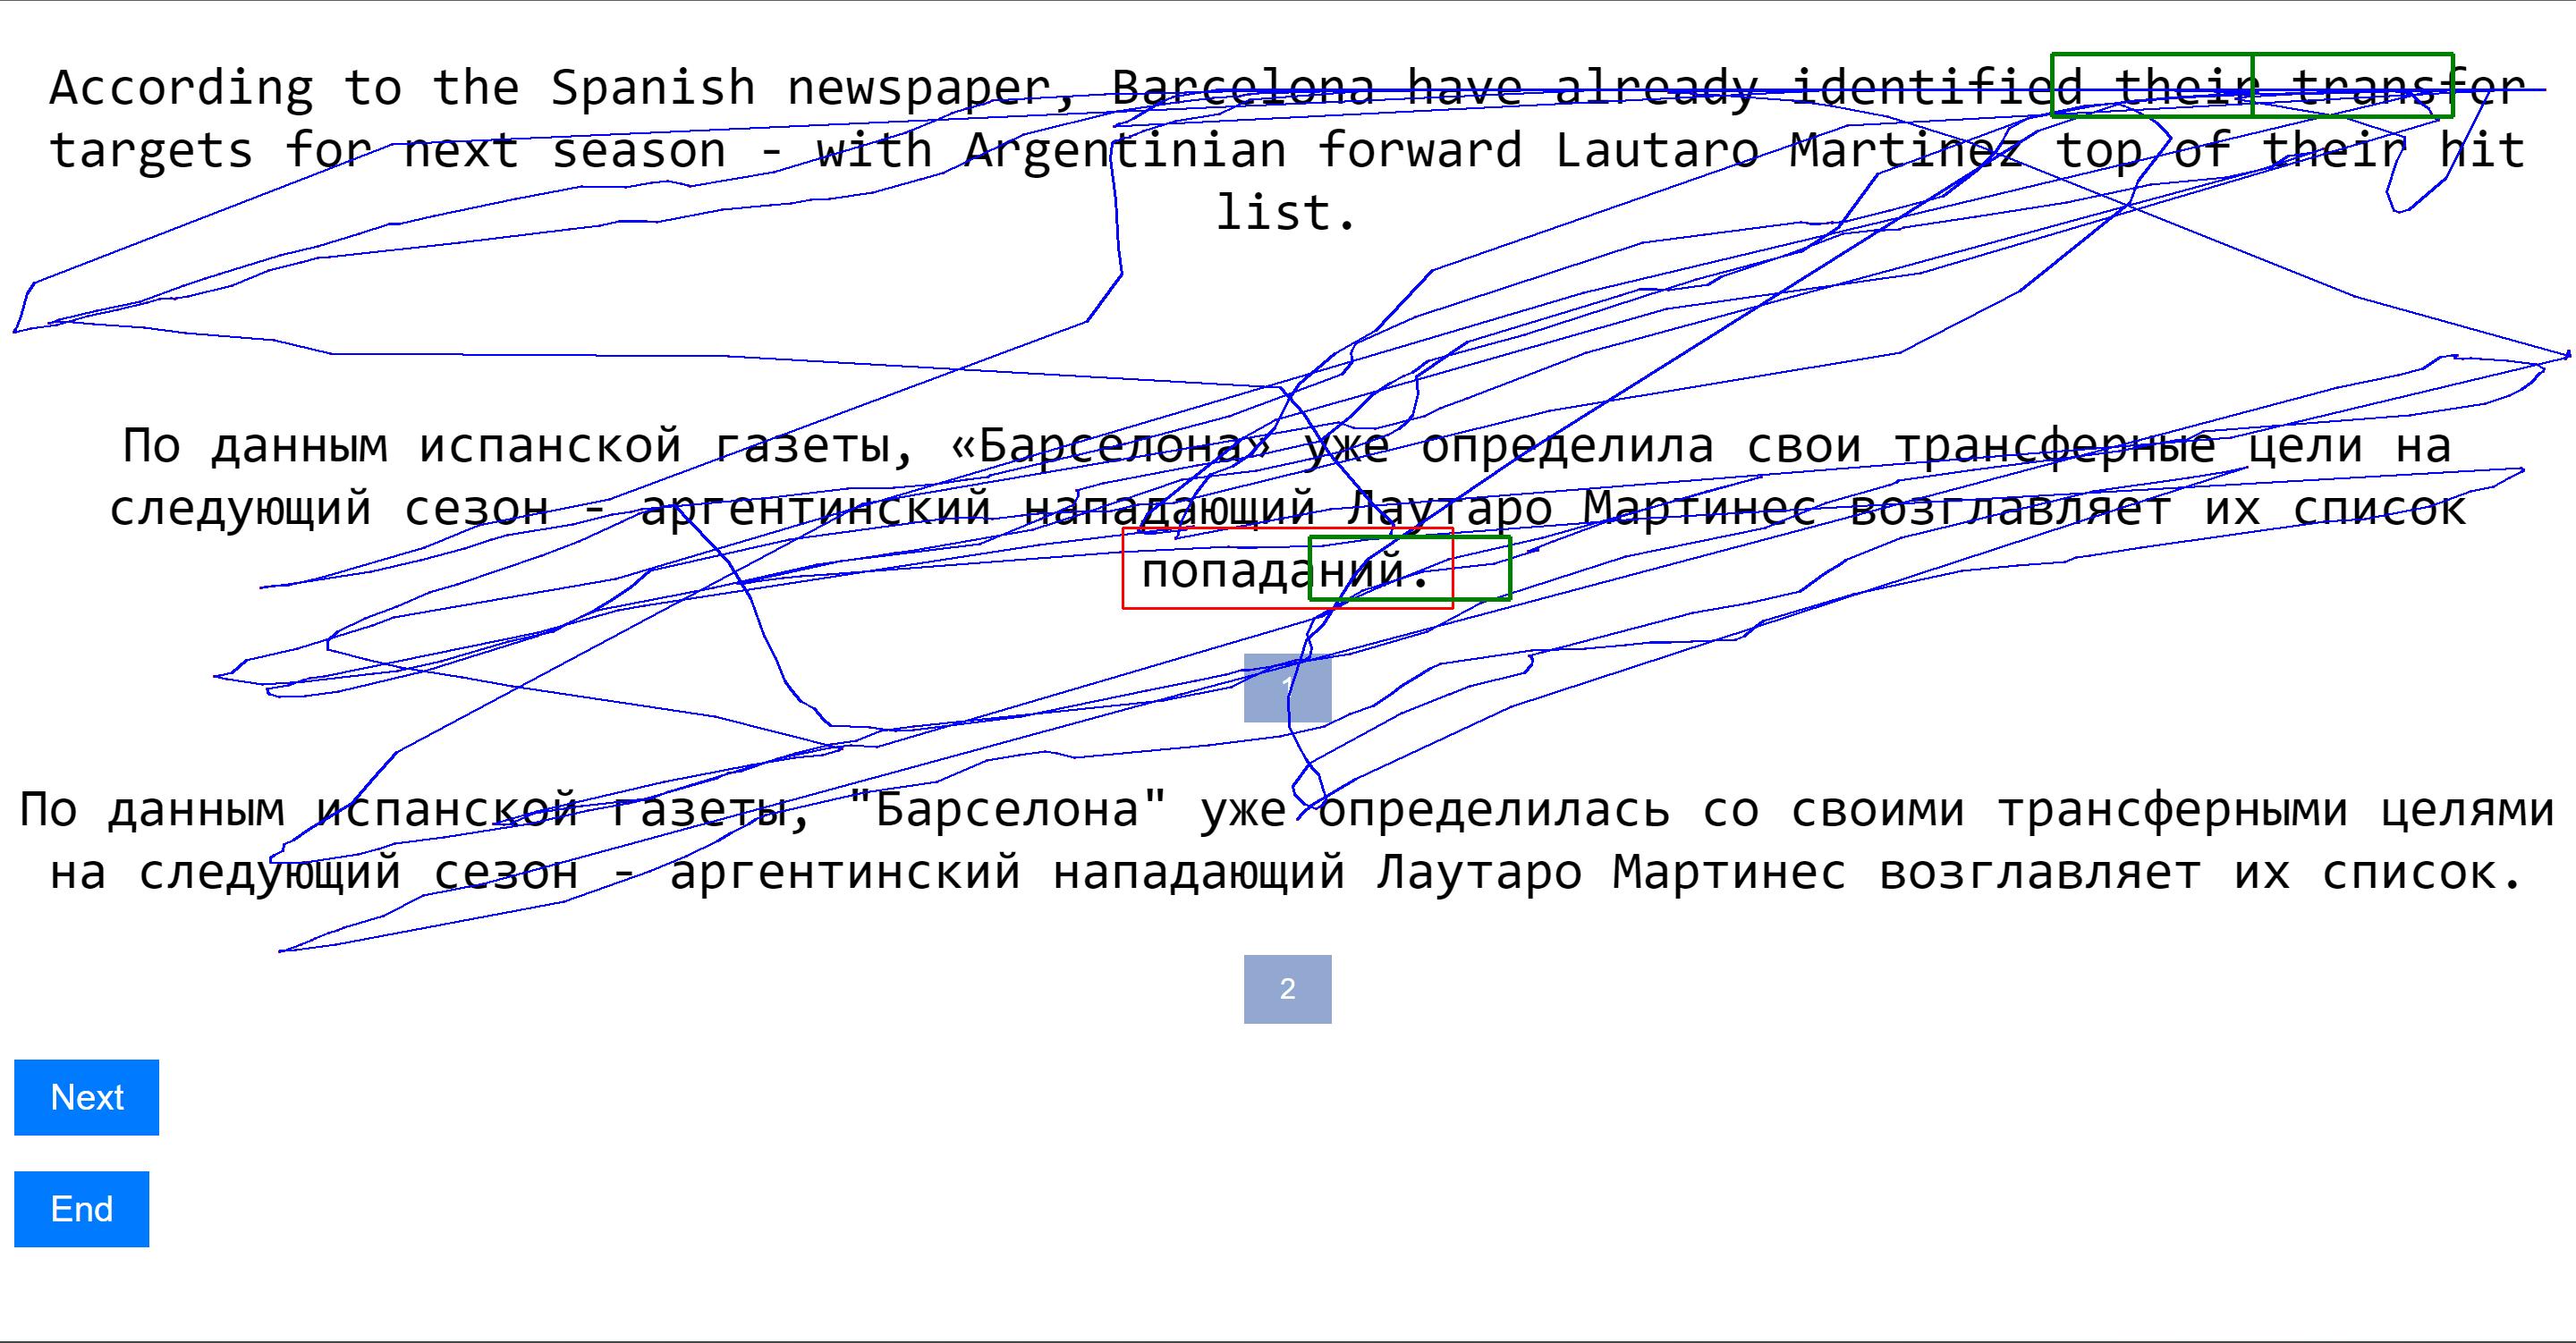 According to the Spanish newspaper, Barcelona have already identified their transfer
targets for next season - with Argentinian forward Lautaro Martinez top of their hit
list.
По данным испанской газеты, «Барселона» уже определила свои трансферные цели на
следующий сезон - аргентинский нападающий Лаутаро Мартинес возглавляет их список
попаданий.
1
По данным испанской газеты, "Барселона" уже определилась со своими трансферными целями
на следующий сезон - аргентинский нападающий Лаутаро Мартинес возглавляет их список.
2
Next
End